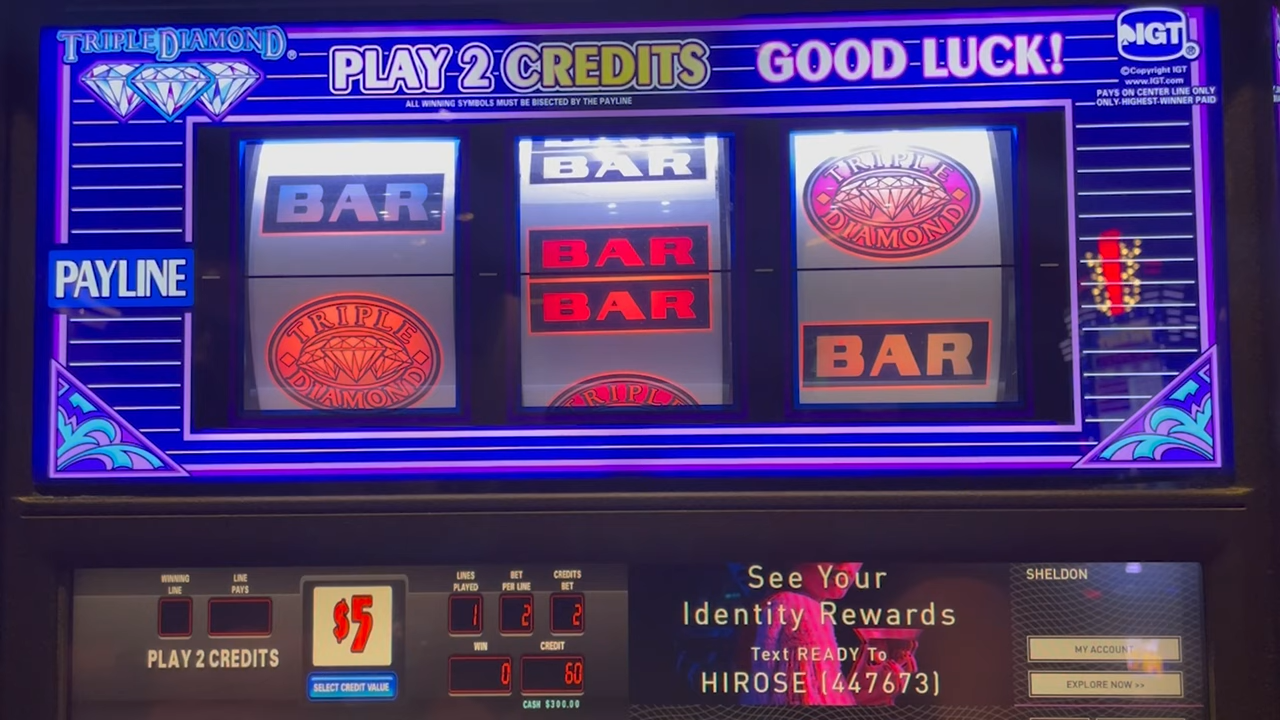 TRIPLE DIAMOND®
PLAY 2 CREDITS
GOOD LUCK!
IGT®
©Copyright IGT
www.IGT.com
ALL WINNING SYMBOLS MUST BE BISECTED BY THE PAYLINE
PAYS ON CENTER LINE ONLY
ONLY HIGHEST WINNER PAID
BAR
BAR
TRIPLE
DIAMOND
BAR
PAYLINE
BAR
TRIPLE
DIAMOND
BAR
TRIPLE
WINNING
LINE
LINE
PAYS
PLAY 2 CREDITS
$5
SELECT CREDIT VALUE
LINES
PLAYED
BET
PER LINE
CREDITS
BET
1
2
2
WIN
CREDIT
0
60
CASH $300.00
See Your
Identity Rewards
Text READY To
HIROSE (447673)
SHELDON
MY ACCOUNT
EXPLORE NOW >>